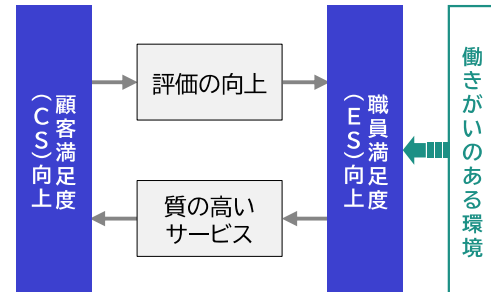 顧客満足度
（ＣＳ）向上
評価の向上
質の高い
サービス
職員満足度
（ＥＳ）向上
働きがいのある環境